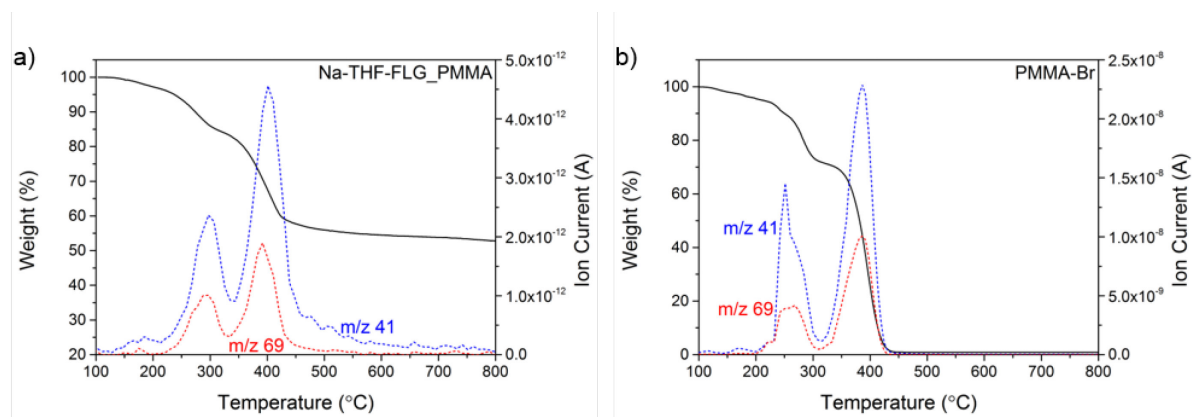 a)
Na-THF-FLG_PMMA
Weight (%)
100
90
80
70
60
50
40
30
20
5.0x10⁻¹²
4.0x10⁻¹²
3.0x10⁻¹²
2.0x10⁻¹²
1.0x10⁻¹²
0.0
Ion Current (A)
m/z 41
m/z 69
100 200 300 400 500 600 700 800
Temperature (°C)
b)
PMMA-Br
Weight (%)
100
80
60
40
20
0
2.5x10⁻⁸
2.0x10⁻⁸
1.5x10⁻⁸
1.0x10⁻⁸
5.0x10⁻⁹
0.0
Ion Current (A)
m/z 41
m/z 69
100 200 300 400 500 600 700 800
Temperature (°C)